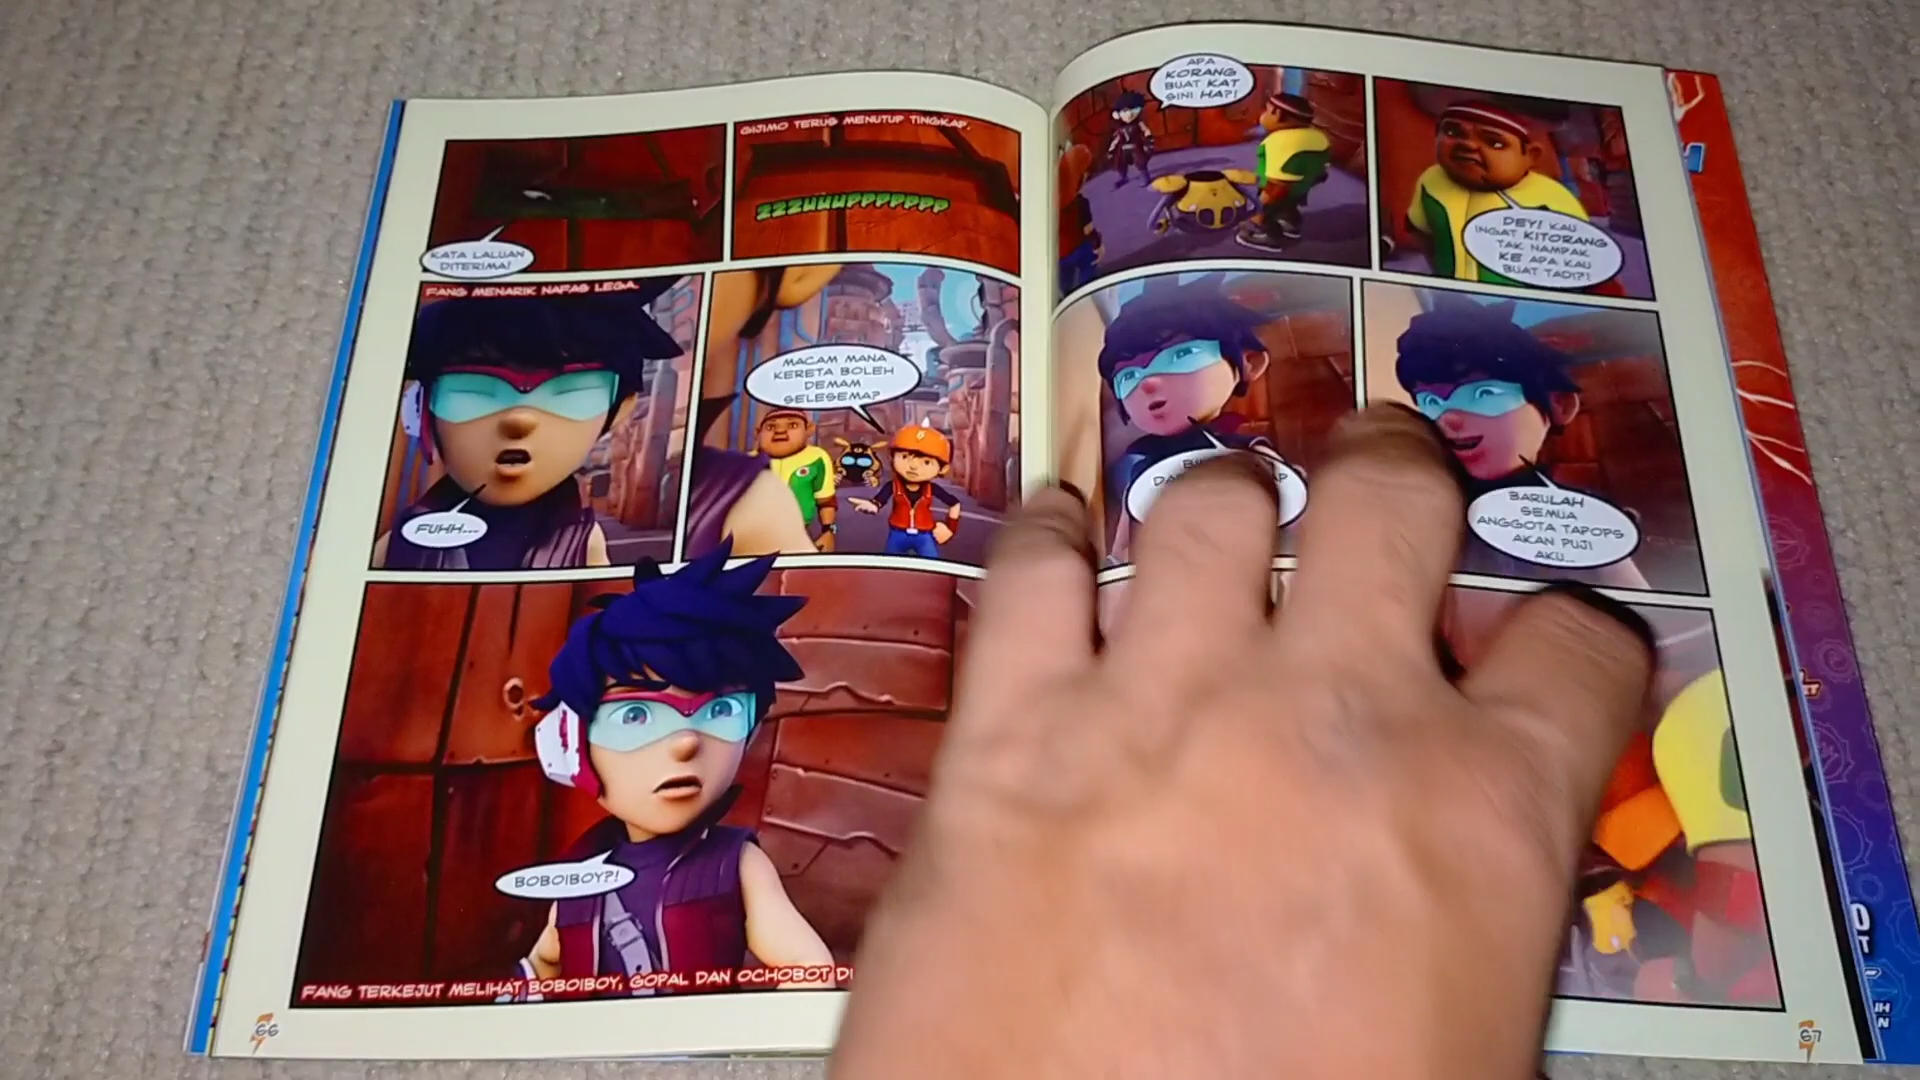 KATA LALUAN
DITERIMA!
GIJIMO TERUS MENUTUP TINGKAP.
ZZZUUUPPPPPPP
FANG MENARIK NAFAS LEGA.
FUHH...
MACAM MANA
KERETA BOLEH
DEMAM
SELESEMA?
BOBOIBOY?!
FANG TERKEJUT MELIHAT BOBOIBOY, GOPAL DAN OCHOBOT DI
66
APA
KORANG
BUAT KAT
SINI HA?!
DEY! KAU
INGAT KITORANG
TAK NAMPAK
KE APA KAU
BUAT TADI?!
BARULAH
SEMUA
ANGGOTA TAPOPS
AKAN PUJI
AKU...
67